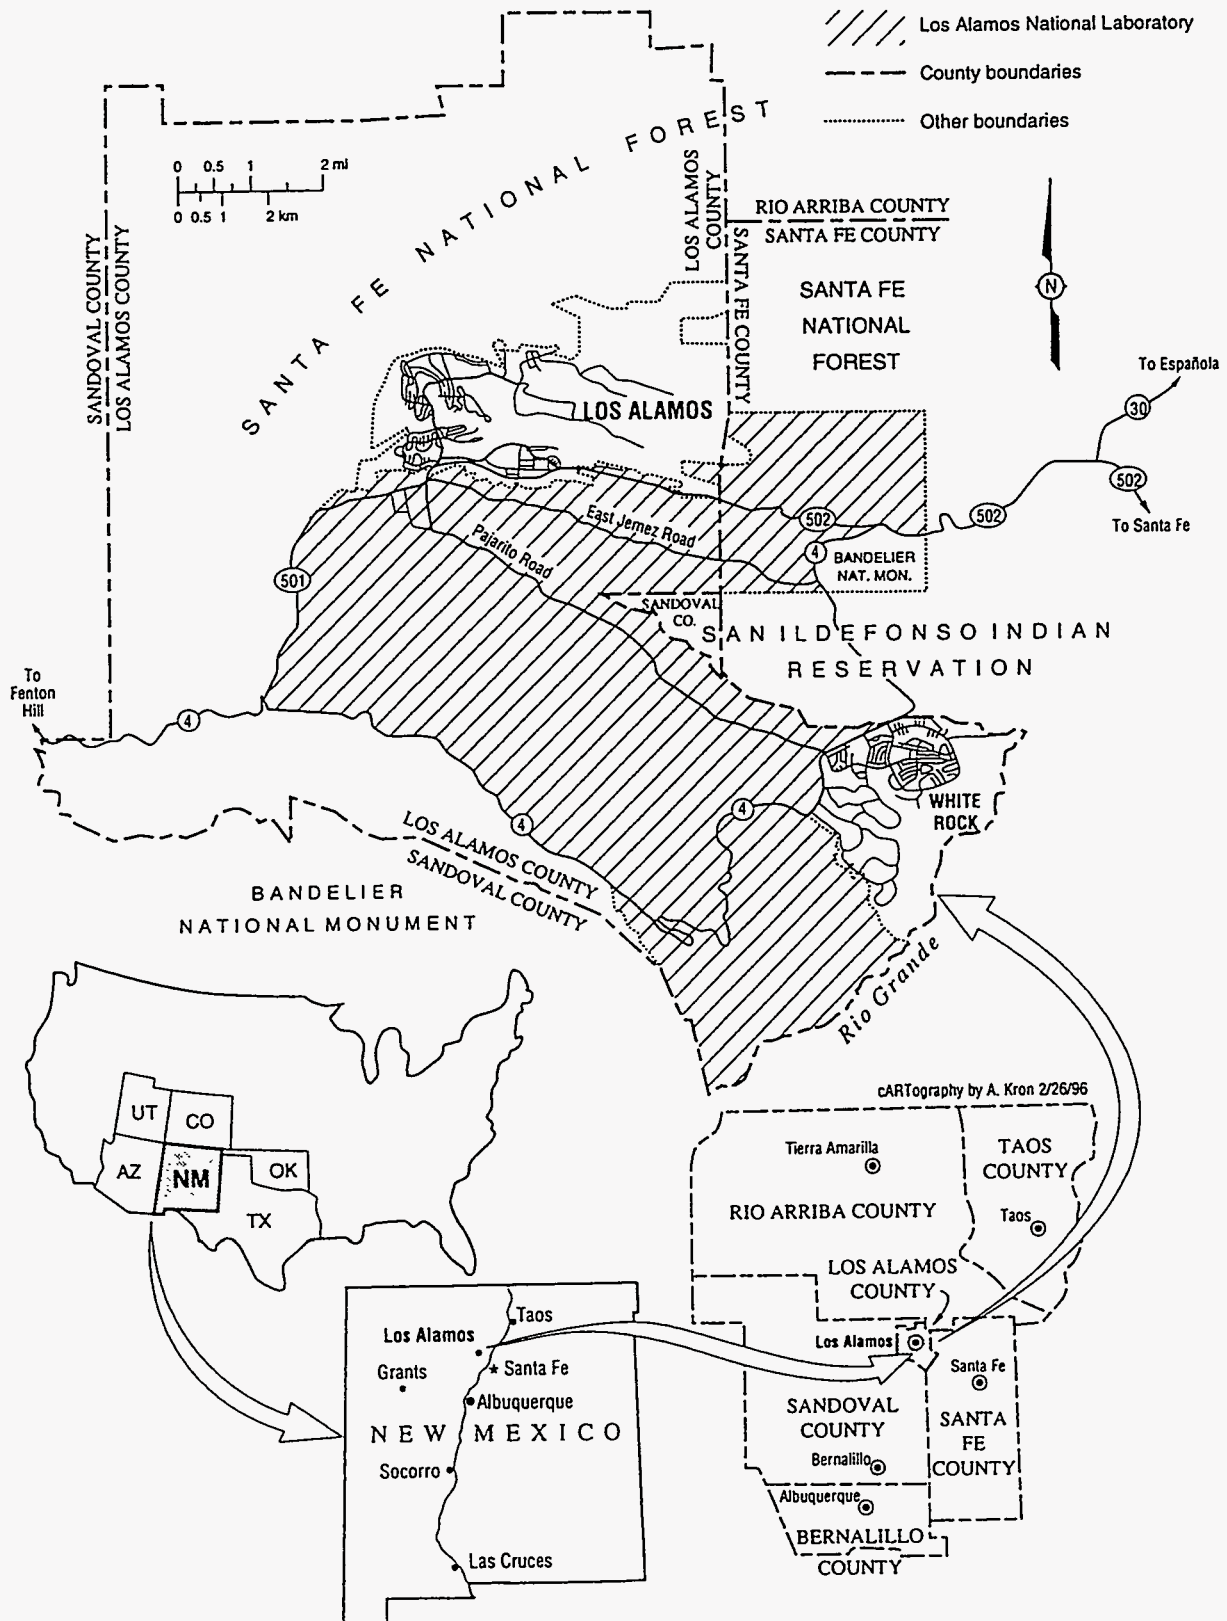 Los Alamos National Laboratory
County boundaries
Other boundaries
0 0.5 1 2 mi
0 0.5 1 2 km
SANTA FE NATIONAL FOREST
SANDOVAL COUNTY
LOS ALAMOS COUNTY
LOS ALAMOS
COUNTY
RIO ARRIBA COUNTY
SANTA FE COUNTY
SANTA FE COUNTY
SANTA FE
NATIONAL
FOREST
N
To Española
30
502
To Santa Fe
LOS ALAMOS
502
502
East Jemez Road
Pajarito Road
4
BANDELIER
NAT. MON.
501
SANDOVAL
CO.
SAN ILDEFONSO INDIAN
RESERVATION
To
Fenton
Hill
4
WHITE
ROCK
4
4
LOS ALAMOS COUNTY
SANDOVAL COUNTY
BANDELIER
NATIONAL MONUMENT
Rio Grande
cARTography by A. Kron 2/26/96
UT
CO
AZ
NM
OK
TX
Tierra Amarilla
TAOS
COUNTY
RIO ARRIBA COUNTY
Taos
LOS ALAMOS
COUNTY
Los Alamos
Santa Fe
SANDOVAL
COUNTY
SANTA
FE
COUNTY
Bernalillo
Albuquerque
BERNALILLO
COUNTY
Taos
Los Alamos
Grants
Santa Fe
Albuquerque
NEW MEXICO
Socorro
Las Cruces